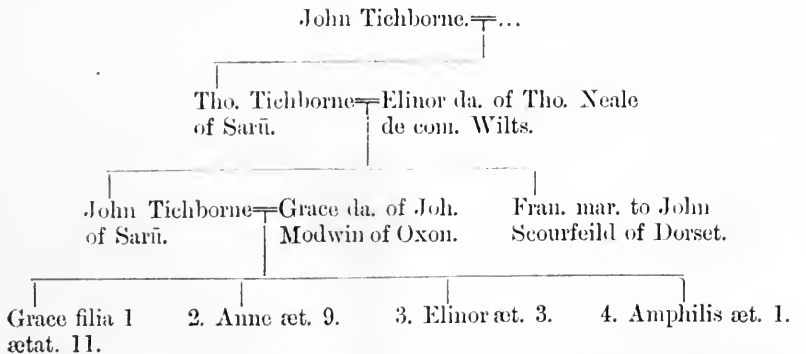 John Tichborne.=...
Tho. Tichborne=Elinor da. of Tho. Neale
of Sarū. de com. Wilts.
John Tichborne=Grace da. of Joh. Fran. mar. to John
of Sarū. Modwin of Oxon. Scourfeild of Dorset.
Grace filia 1 2. Anne æt. 9. 3. Elinor æt. 3. 4. Amphilis æt. 1.
ætat. 11.